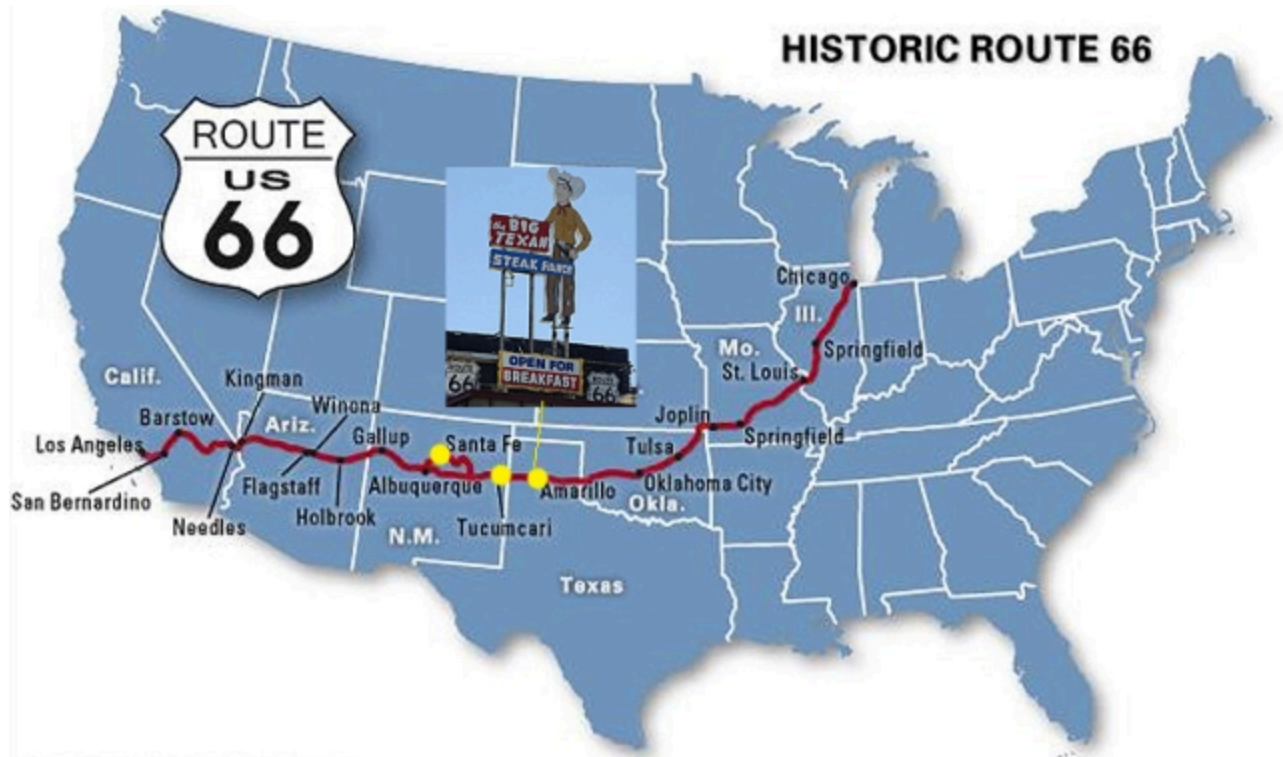 HISTORIC ROUTE 66
ROUTE
US
66
the BIG
TEXAN
STEAK RANCH
OPEN FOR
BREAKFAST
66
66
Chicago
Ill.
Springfield
Mo.
St. Louis
Calif.
Kingman
Winona
Barstow
Ariz.
Gallup
Santa Fe
Joplin
Springfield
Tulsa
Los Angeles
San Bernardino
Needles
Flagstaff
Holbrook
Albuquerque
N.M.
Tucumcari
Amarillo
Oklahoma City
Okla.
Texas